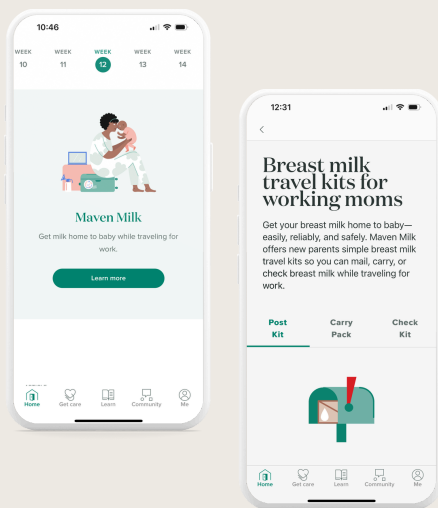 10:46
WEEK WEEK WEEK WEEK WEEK
10 11 12 13 14
Maven Milk
Get milk home to baby while traveling for
work.
Learn more
Home Get care Learn Community Me
12:31
Breast milk
travel kits for
working moms
Get your breast milk home to baby—
easily, reliably, and safely. Maven Milk
offers new parents simple breast milk
travel kits so you can mail, carry, or
check breast milk while traveling for
work.
Post Carry Check
Kit Pack Kit
Home Get care Learn Community Me